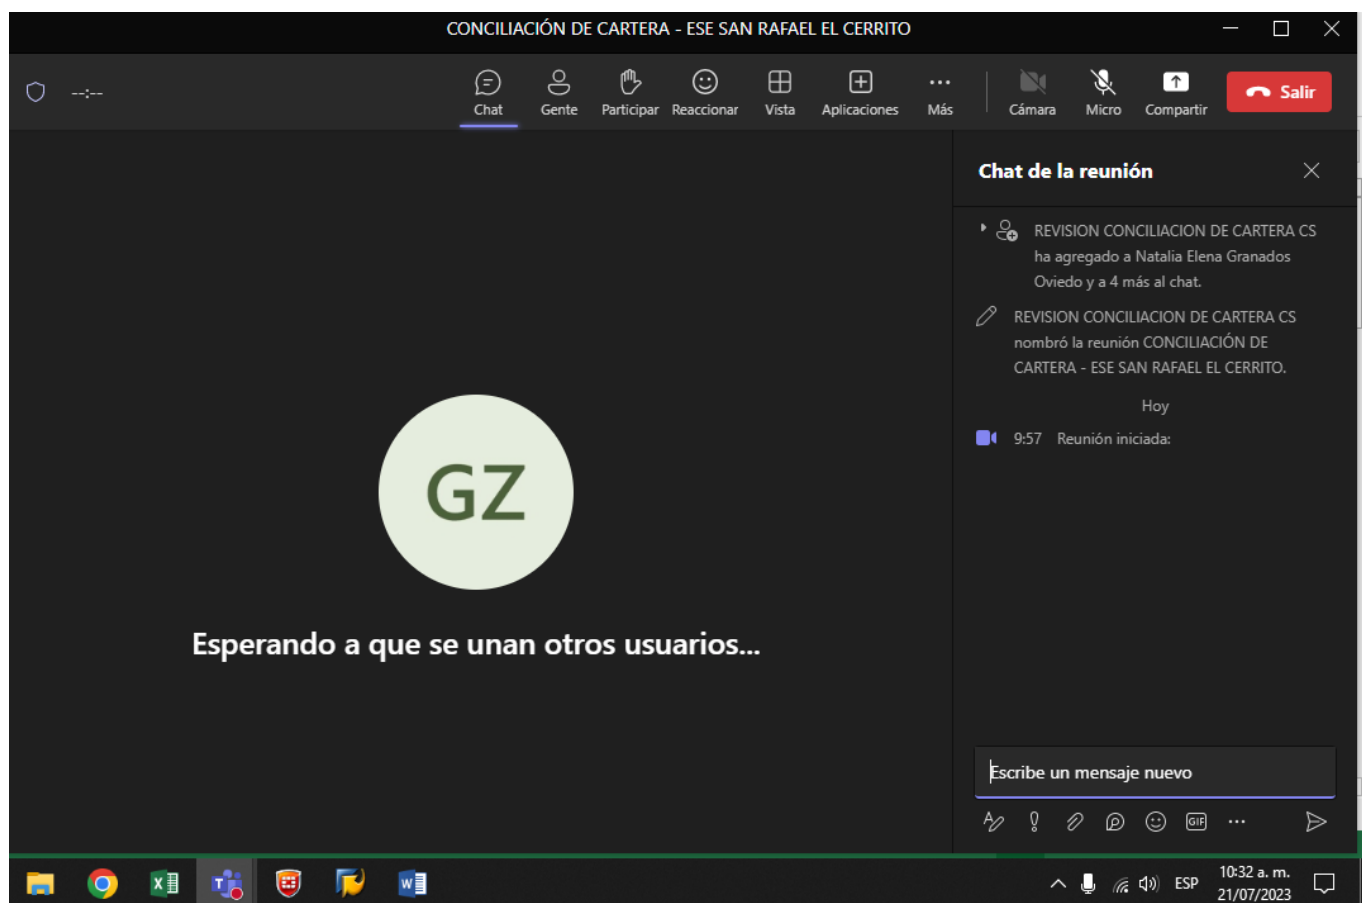 CONCILIACIÓN DE CARTERA - ESE SAN RAFAEL EL CERRITO
--:--
Chat
Gente
Participar
Reaccionar
Vista
Aplicaciones
Más
Cámara
Micro
Compartir
Salir
Chat de la reunión
REVISION CONCILIACION DE CARTERA CS
ha agregado a Natalia Elena Granados
Oviedo y a 4 más al chat.
REVISION CONCILIACION DE CARTERA CS
nombró la reunión CONCILIACIÓN DE
CARTERA - ESE SAN RAFAEL EL CERRITO.
Hoy
9:57 Reunión iniciada:
GZ
Esperando a que se unan otros usuarios...
Escribe un mensaje nuevo
GIF
ESP
10:32 a. m.
21/07/2023